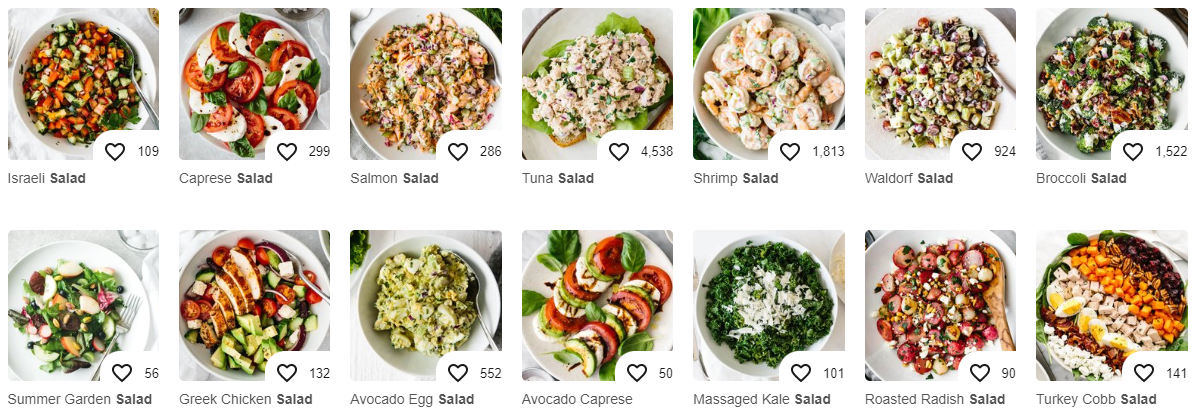 109
299
286
4,538
1,813
924
1,522
Israeli Salad
Caprese Salad
Salmon Salad
Tuna Salad
Shrimp Salad
Waldorf Salad
Broccoli Salad
56
132
552
50
101
90
141
Summer Garden Salad
Greek Chicken Salad
Avocado Egg Salad
Avocado Caprese
Massaged Kale Salad
Roasted Radish Salad
Turkey Cobb Salad